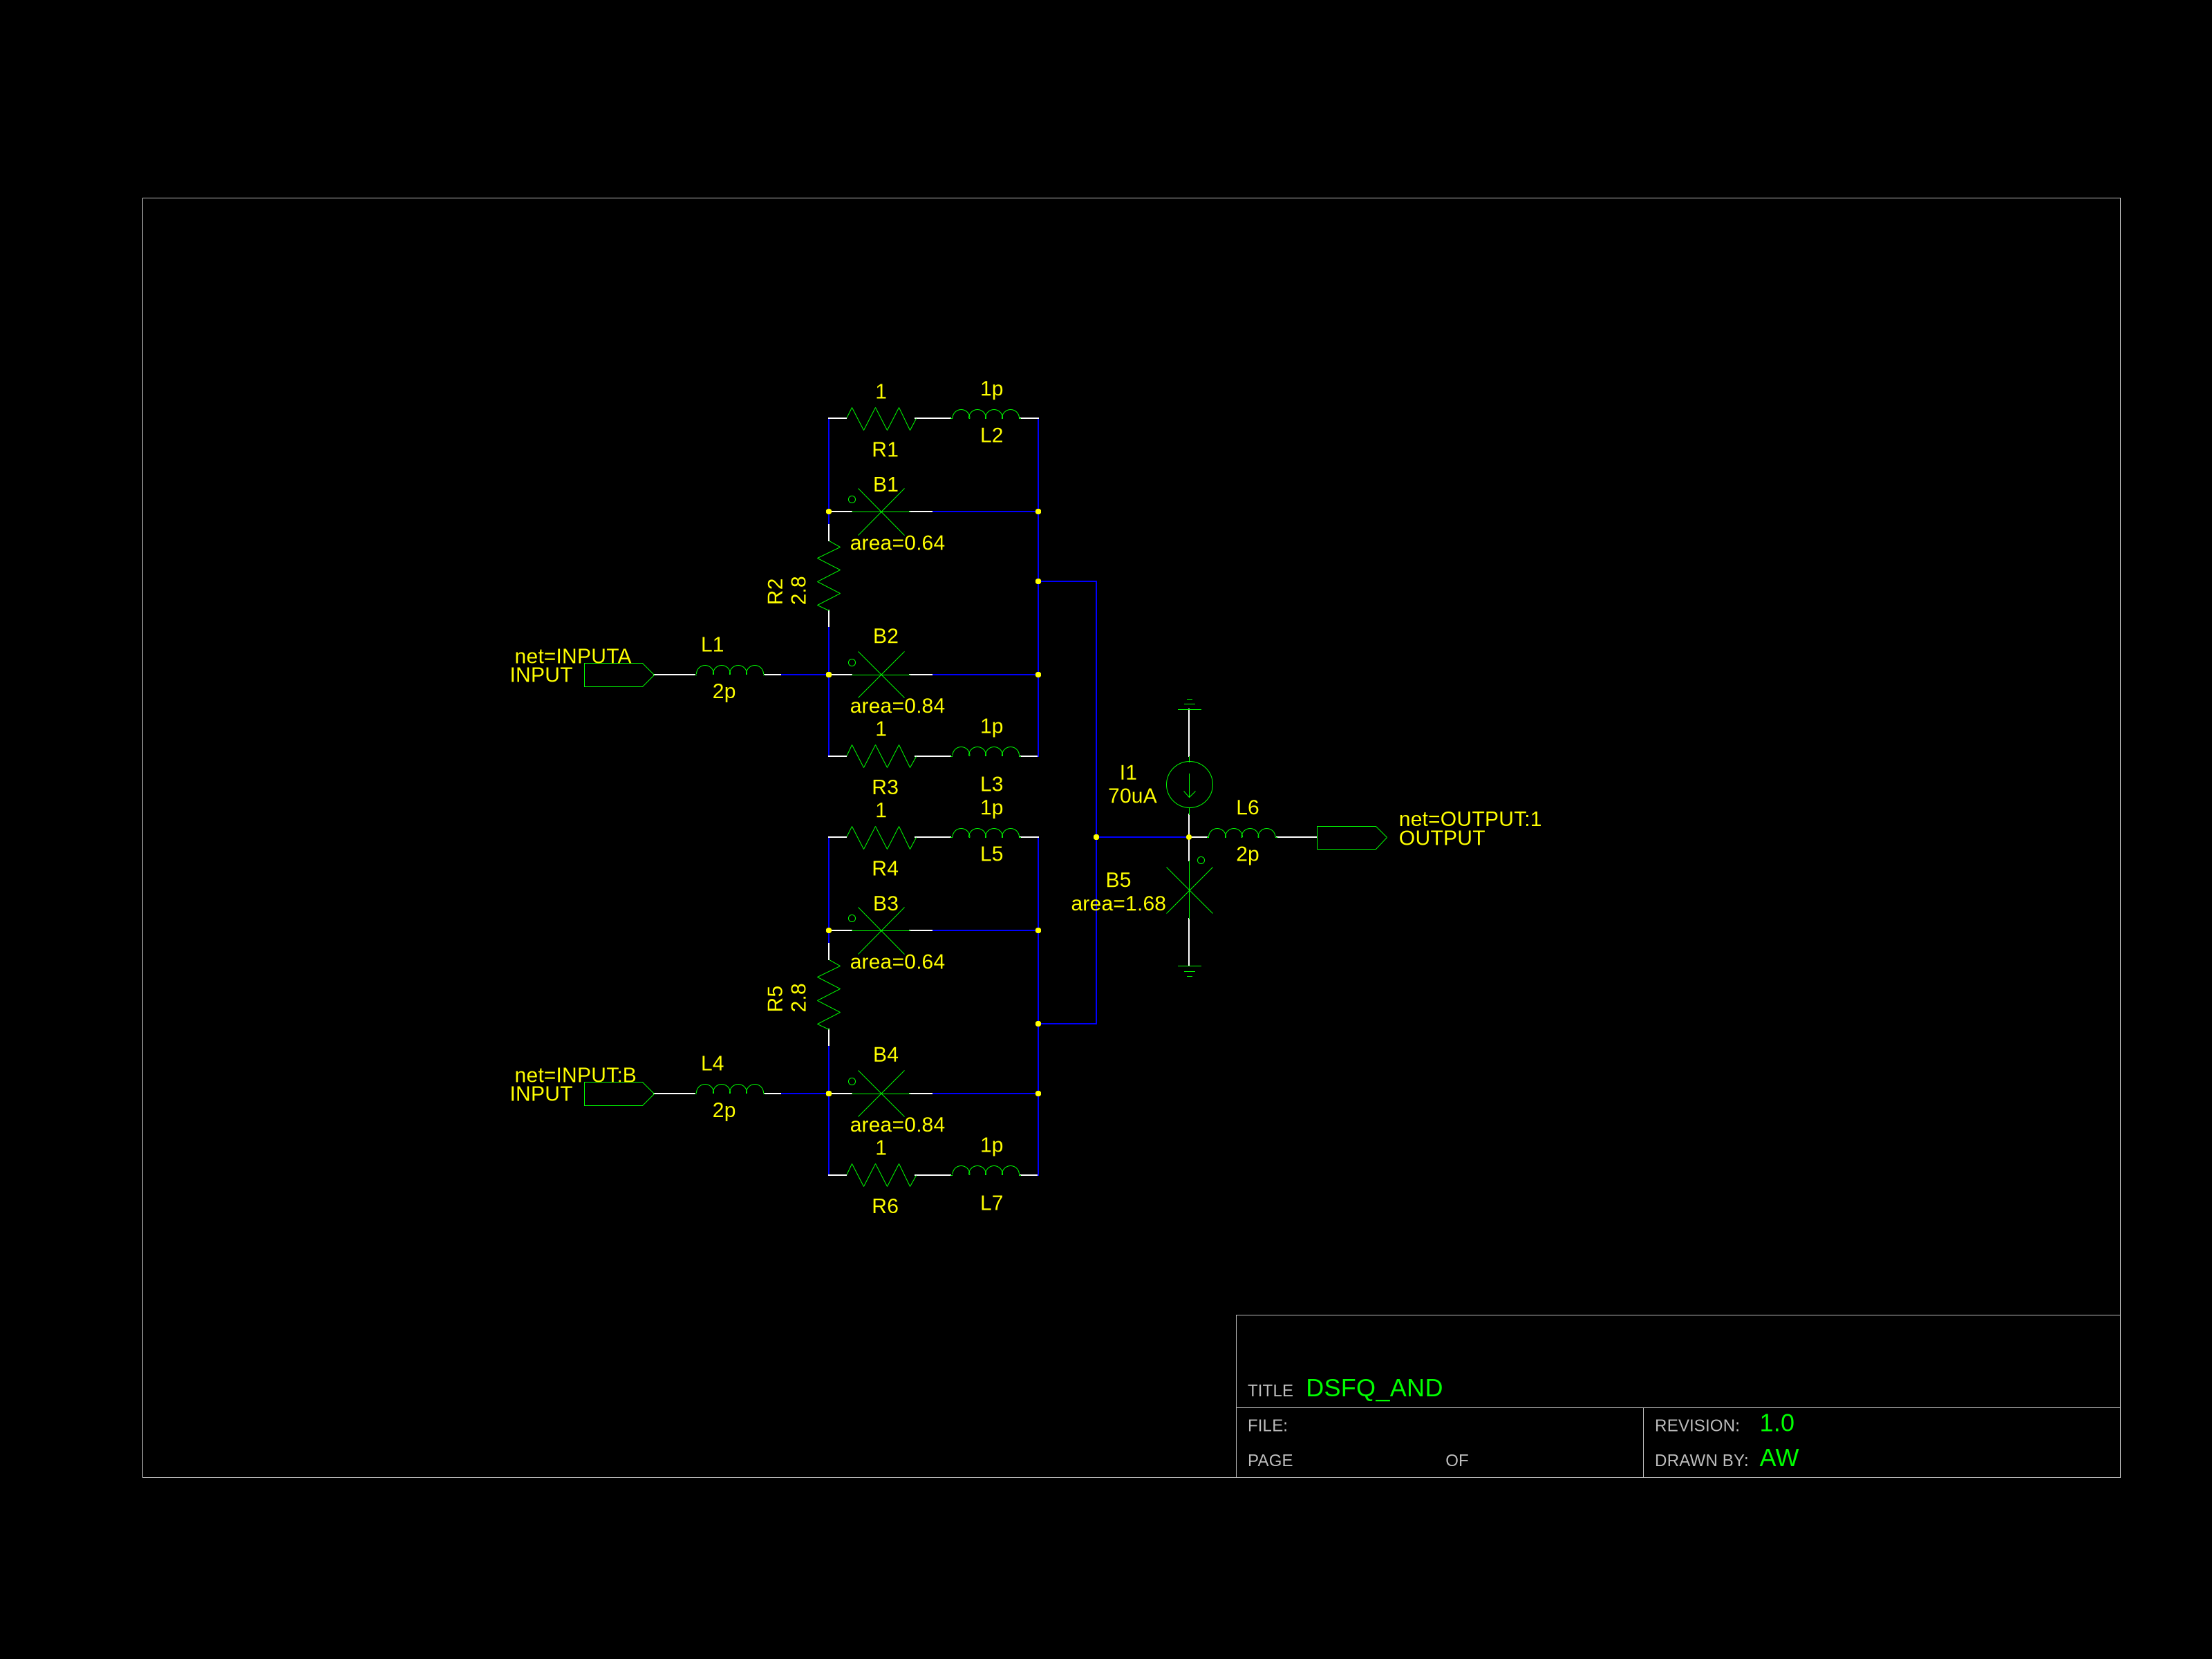 1
1p
R1
L2
B1
area=0.64
R2
2.8
B2
area=0.84
L1
2p
net=INPUTA
INPUT
1
1p
R3
L3
1
1p
R4
L5
B3
area=0.64
R5
2.8
B4
area=0.84
L4
2p
net=INPUT:B
INPUT
1
1p
R6
L7
I1
70uA
L6
2p
B5
area=1.68
net=OUTPUT:1
OUTPUT
TITLE DSFQ_AND
FILE:
REVISION: 1.0
PAGE OF
DRAWN BY: AW